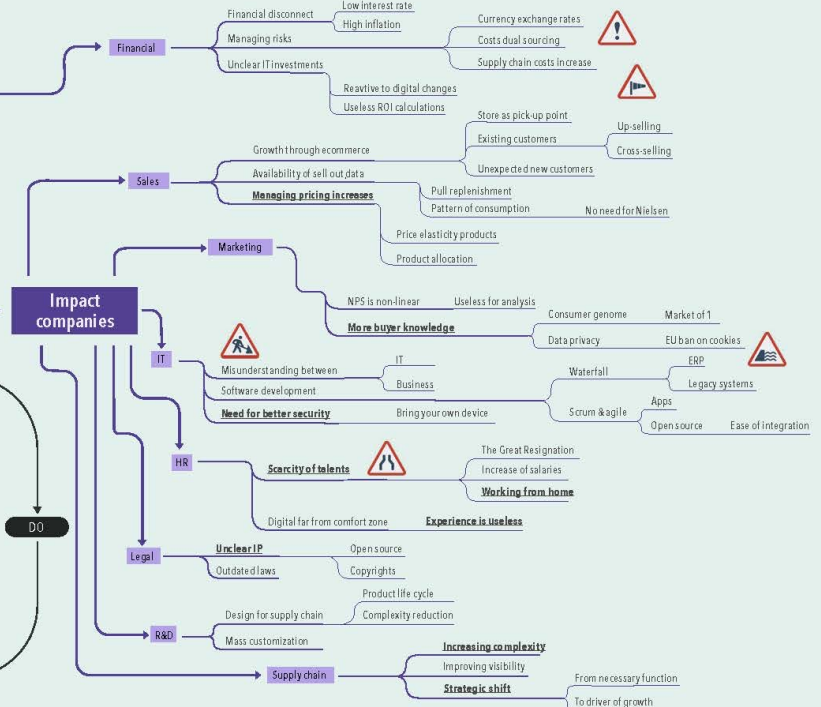 Low interest rate
Financial disconnect
High inflation
Currency exchange rates
Financial
Managing risks
Costs dual sourcing
Unclear IT investments
Supply chain costs increase
Reavtive to digital changes
Useless ROI calculations
Store as pick-up point
Up-selling
Growth through ecommerce
Existing customers
Cross-selling
Availability of sell out,data
Unexpected new customers
Sales
Managing pricing increases
Pull replenishment
Pattern of consumption
No need for Nielsen
Price elasticity products
Product allocation
Marketing
NPS is non-linear
Useless for analysis
Consumer genome
Market of 1
More buyer knowledge
Data privacy
EU ban on cookies
Impact
companies
IT
Misunderstanding between
IT
Business
Waterfall
ERP
Legacy systems
Software development
Need for better security
Bring your own device
Scrum & agile
Apps
Open source
Ease of integration
HR
Scarcity of talents
The Great Resignation
Increase of salaries
Working from home
Digital far from comfort zone
Experience is useless
DO
Legal
Unclear IP
Open source
Outdated laws
Copyrights
Product life cycle
R&D
Design for supply chain
Complexity reduction
Mass customization
Supply chain
Increasing complexity
Improving visibility
Strategic shift
From necessary function
To driver of growth